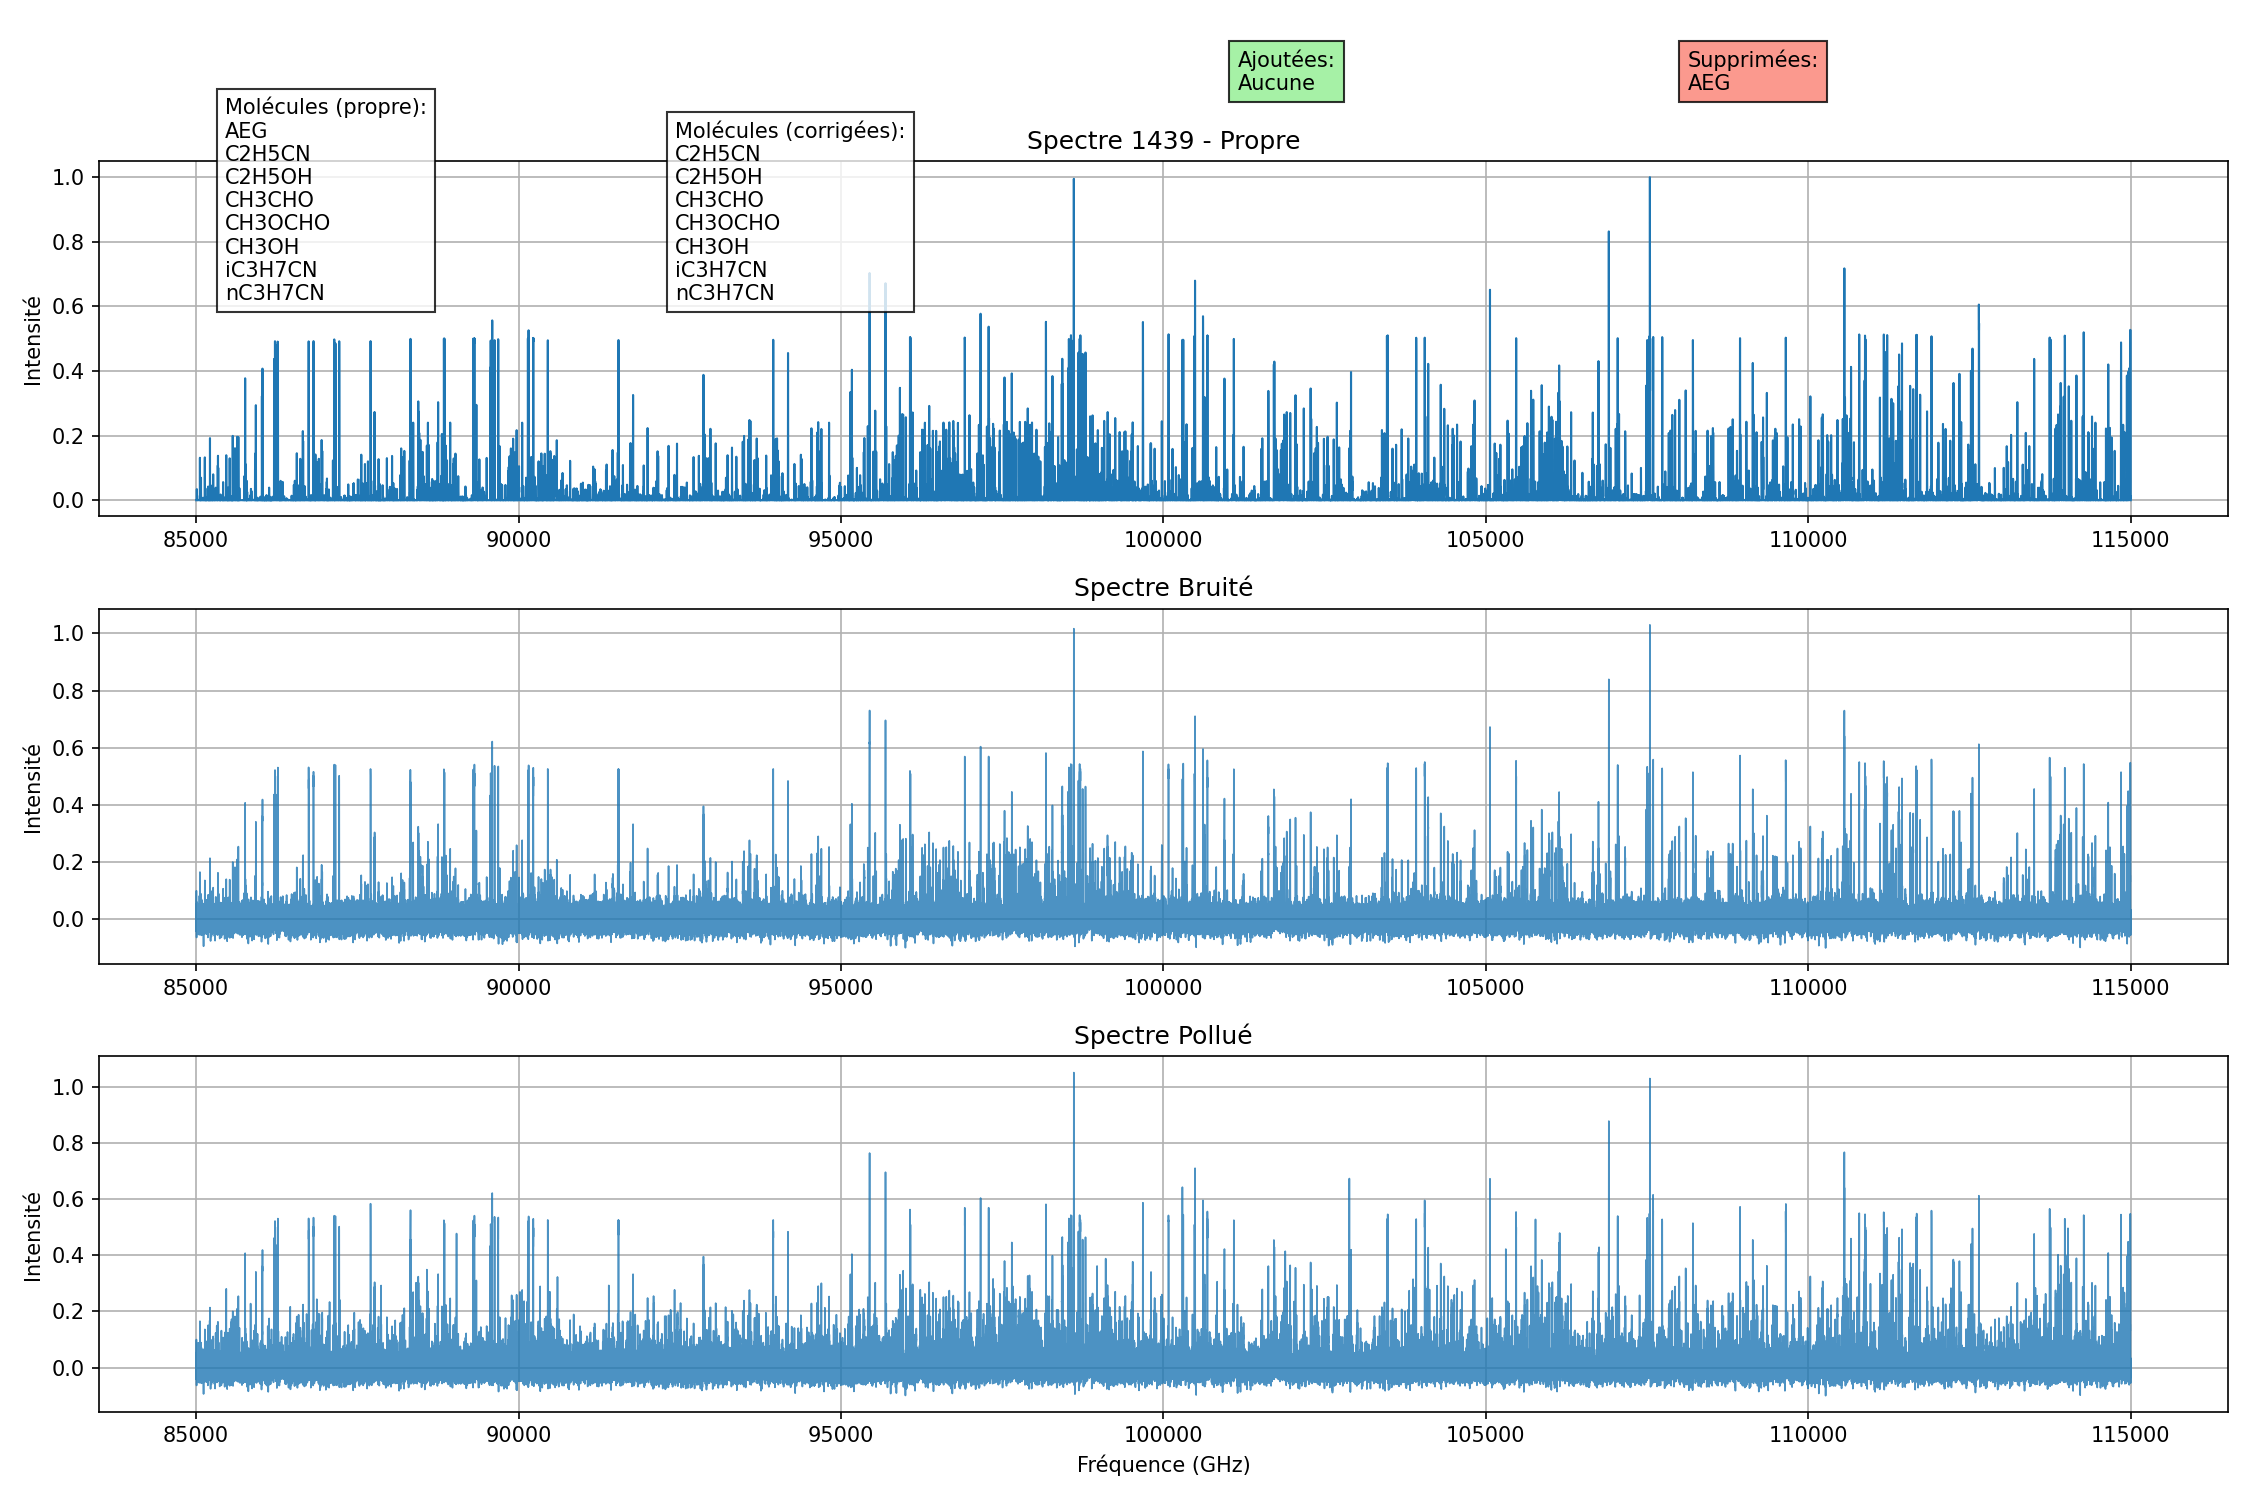 Ajoutées:
Aucune
Supprimées:
AEG
Molécules (propre):
AEG
C2H5CN
C2H5OH
CH3CHO
CH3OCHO
CH3OH
iC3H7CN
nC3H7CN
Molécules (corrigées):
C2H5CN
C2H5OH
CH3CHO
CH3OCHO
CH3OH
iC3H7CN
nC3H7CN
Spectre 1439 - Propre
Intensité
1.0
0.8
0.6
0.4
0.2
0.0
85000 90000 95000 100000 105000 110000 115000
Spectre Bruité
Intensité
1.0
0.8
0.6
0.4
0.2
0.0
85000 90000 95000 100000 105000 110000 115000
Spectre Pollué
Intensité
1.0
0.8
0.6
0.4
0.2
0.0
85000 90000 95000 100000 105000 110000 115000
Fréquence (GHz)